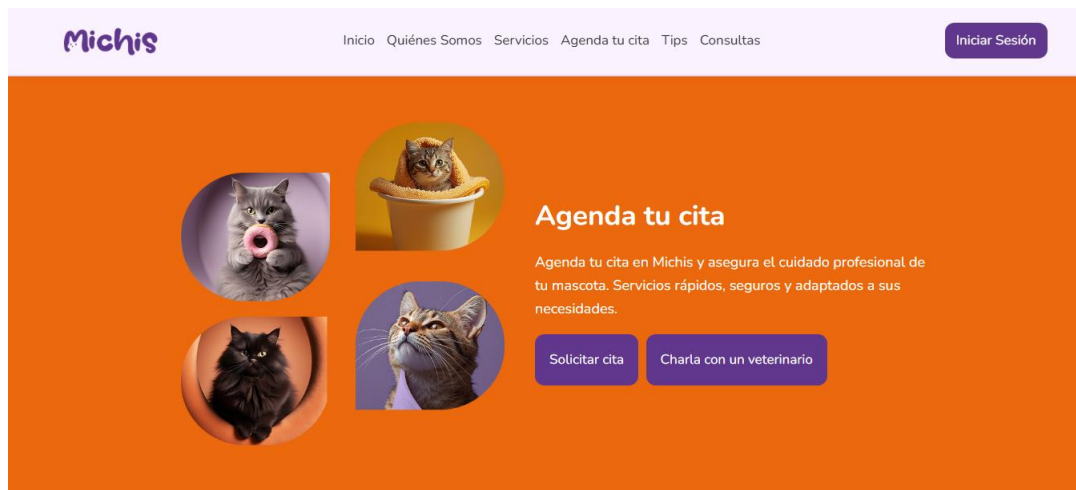 Michis
Inicio Quiénes Somos Servicios Agenda tu cita Tips Consultas
Iniciar Sesión
Agenda tu cita
Agenda tu cita en Michis y asegura el cuidado profesional de
tu mascota. Servicios rápidos, seguros y adaptados a sus
necesidades.
Solicitar cita
Charla con un veterinario